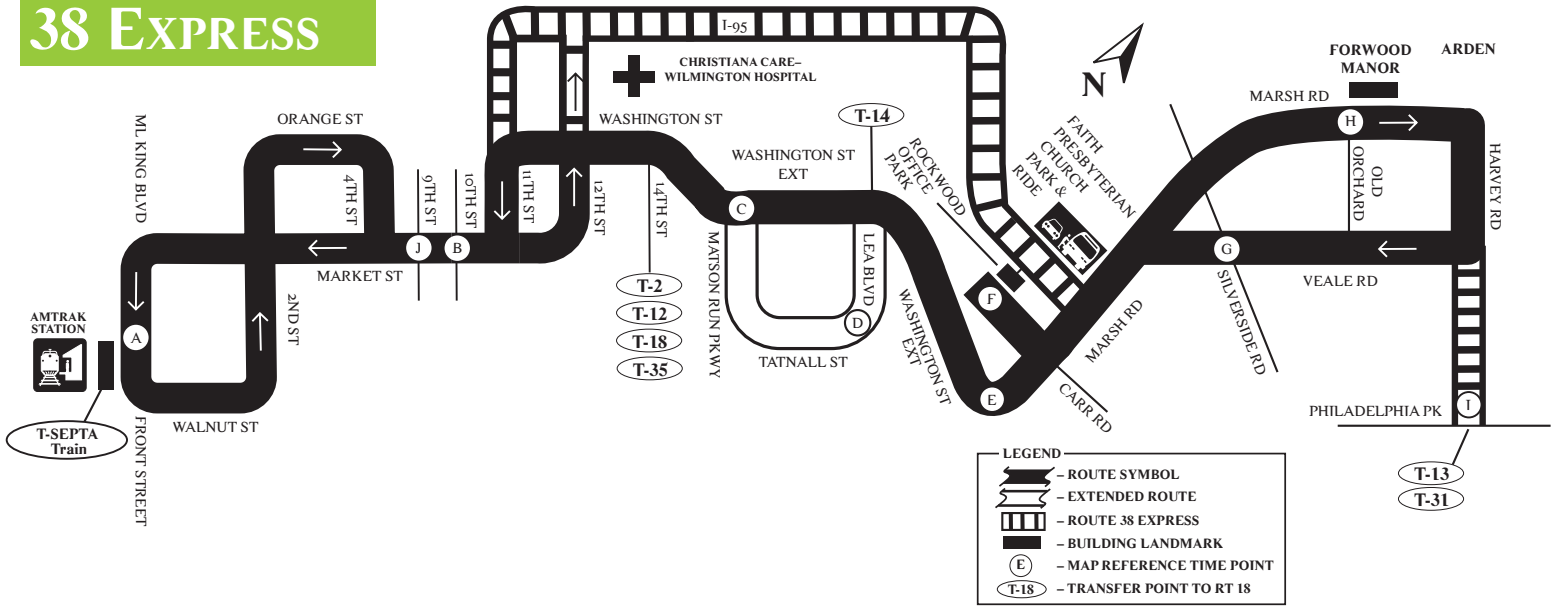 38 EXPRESS
I-95
CHRISTIANA CARE–
WILMINGTON HOSPITAL
N
FORWOOD
MANOR
ARDEN
MARSH RD
H
ML KING BLVD
ORANGE ST
4TH ST
9TH ST
10TH ST
11TH ST
12TH ST
14TH ST
WASHINGTON ST
WASHINGTON ST
EXT
T-14
ROCKWOOD
OFFICE
PARK
FAITH
PRESBYTERIAN
CHURCH
PARK &
RIDE
OLD
ORCHARD
HARVEY RD
C
J
B
MARKET ST
2ND ST
MATSON RUN PKWY
LEA BLVD
D
TATNALL ST
WASHINGTON ST
EXT
F
E
MARSH RD
CARR RD
G
SILVERSIDE RD
VEALE RD
AMTRAK
STATION
A
T-SEPTA
Train
FRONT STREET
WALNUT ST
T-2
T-12
T-18
T-35
PHILADELPHIA PK
I
T-13
T-31
LEGEND
– ROUTE SYMBOL
– EXTENDED ROUTE
– ROUTE 38 EXPRESS
– BUILDING LANDMARK
E – MAP REFERENCE TIME POINT
T-18 – TRANSFER POINT TO RT 18